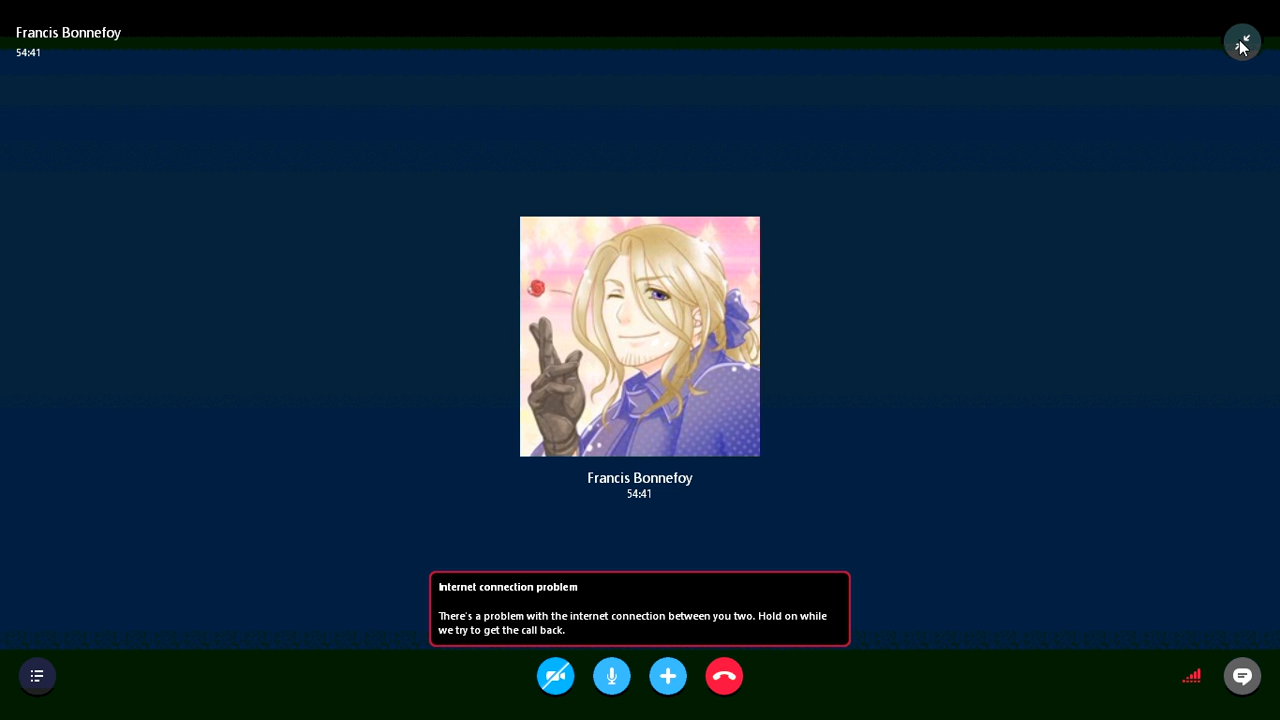 Francis Bonnefoy
54:41
Francis Bonnefoy
54:41
Internet connection problem
There's a problem with the internet connection between you two. Hold on while
we try to get the call back.